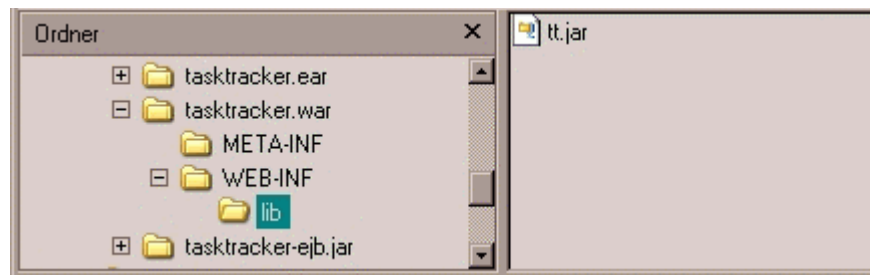 Ordner
tasktracker.ear
tasktracker.war
META-INF
WEB-INF
lib
tasktracker-ejb.jar
tt.jar